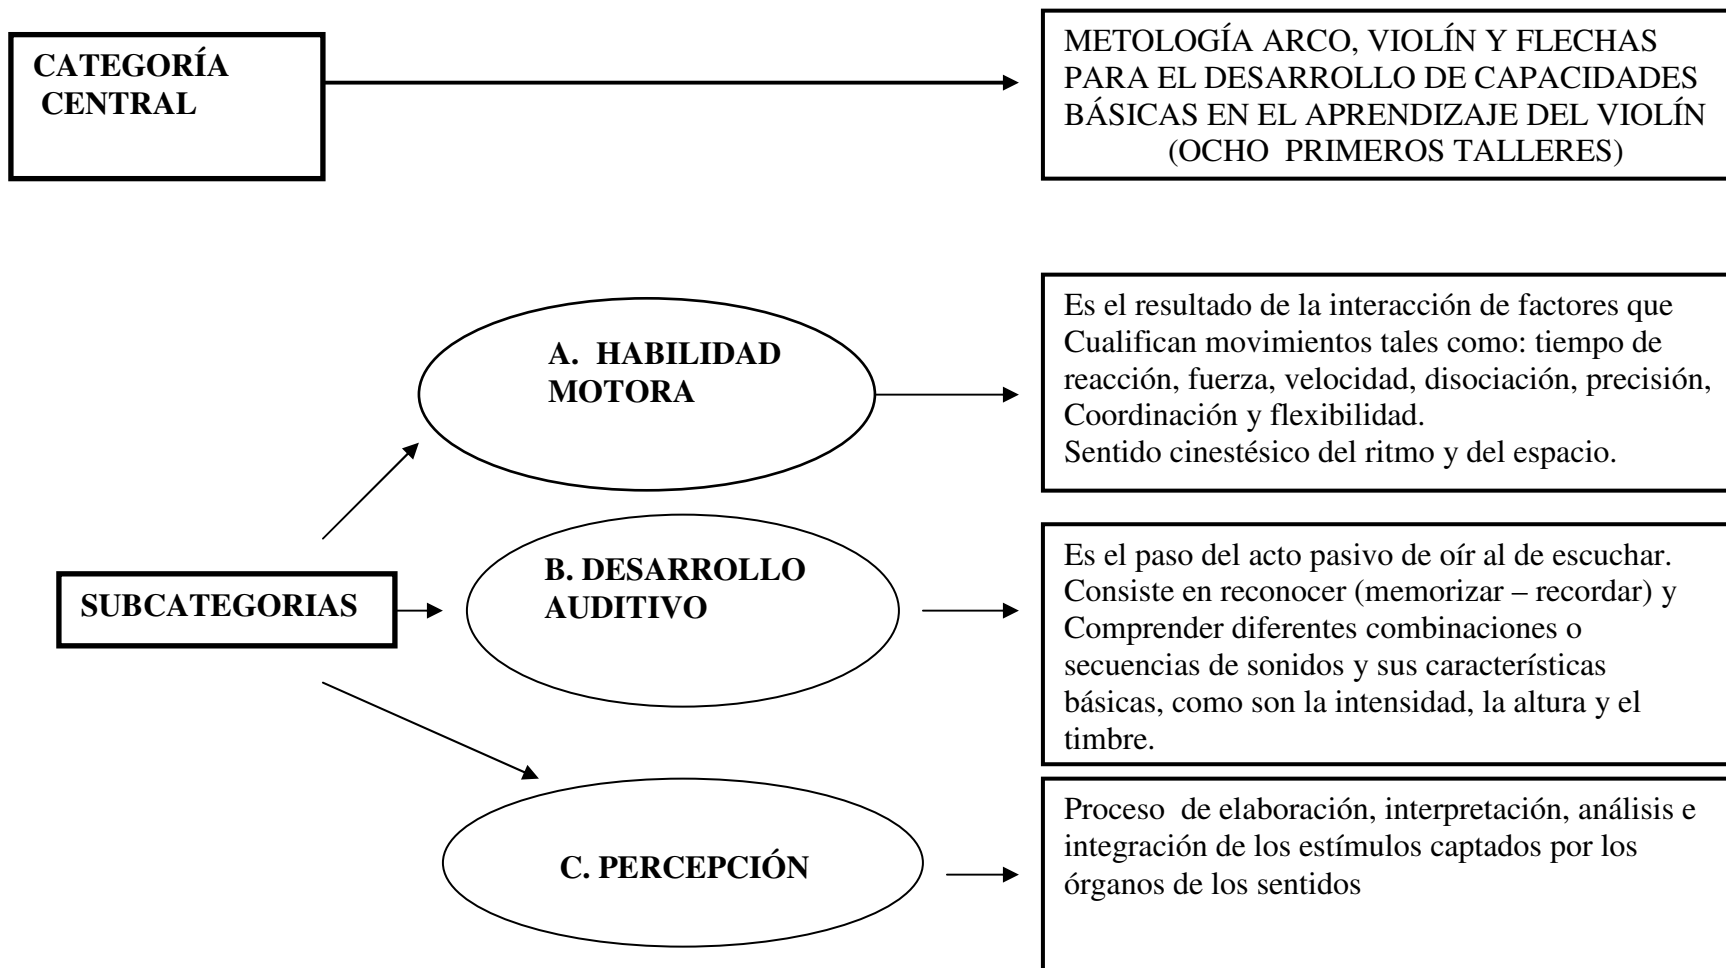 CATEGORÍA
CENTRAL
METOLOGÍA ARCO, VIOLÍN Y FLECHAS
PARA EL DESARROLLO DE CAPACIDADES
BÁSICAS EN EL APRENDIZAJE DEL VIOLÍN
(OCHO PRIMEROS TALLERES)
A. HABILIDAD
MOTORA
Es el resultado de la interacción de factores que
Cualifican movimientos tales como: tiempo de
reacción, fuerza, velocidad, disociación, precisión,
Coordinación y flexibilidad.
Sentido cinestésico del ritmo y del espacio.
SUBCATEGORIAS
B. DESARROLLO
AUDITIVO
Es el paso del acto pasivo de oír al de escuchar.
Consiste en reconocer (memorizar – recordar) y
Comprender diferentes combinaciones o
secuencias de sonidos y sus características
básicas, como son la intensidad, la altura y el
timbre.
C. PERCEPCIÓN
Proceso de elaboración, interpretación, análisis e
integración de los estímulos captados por los
órganos de los sentidos